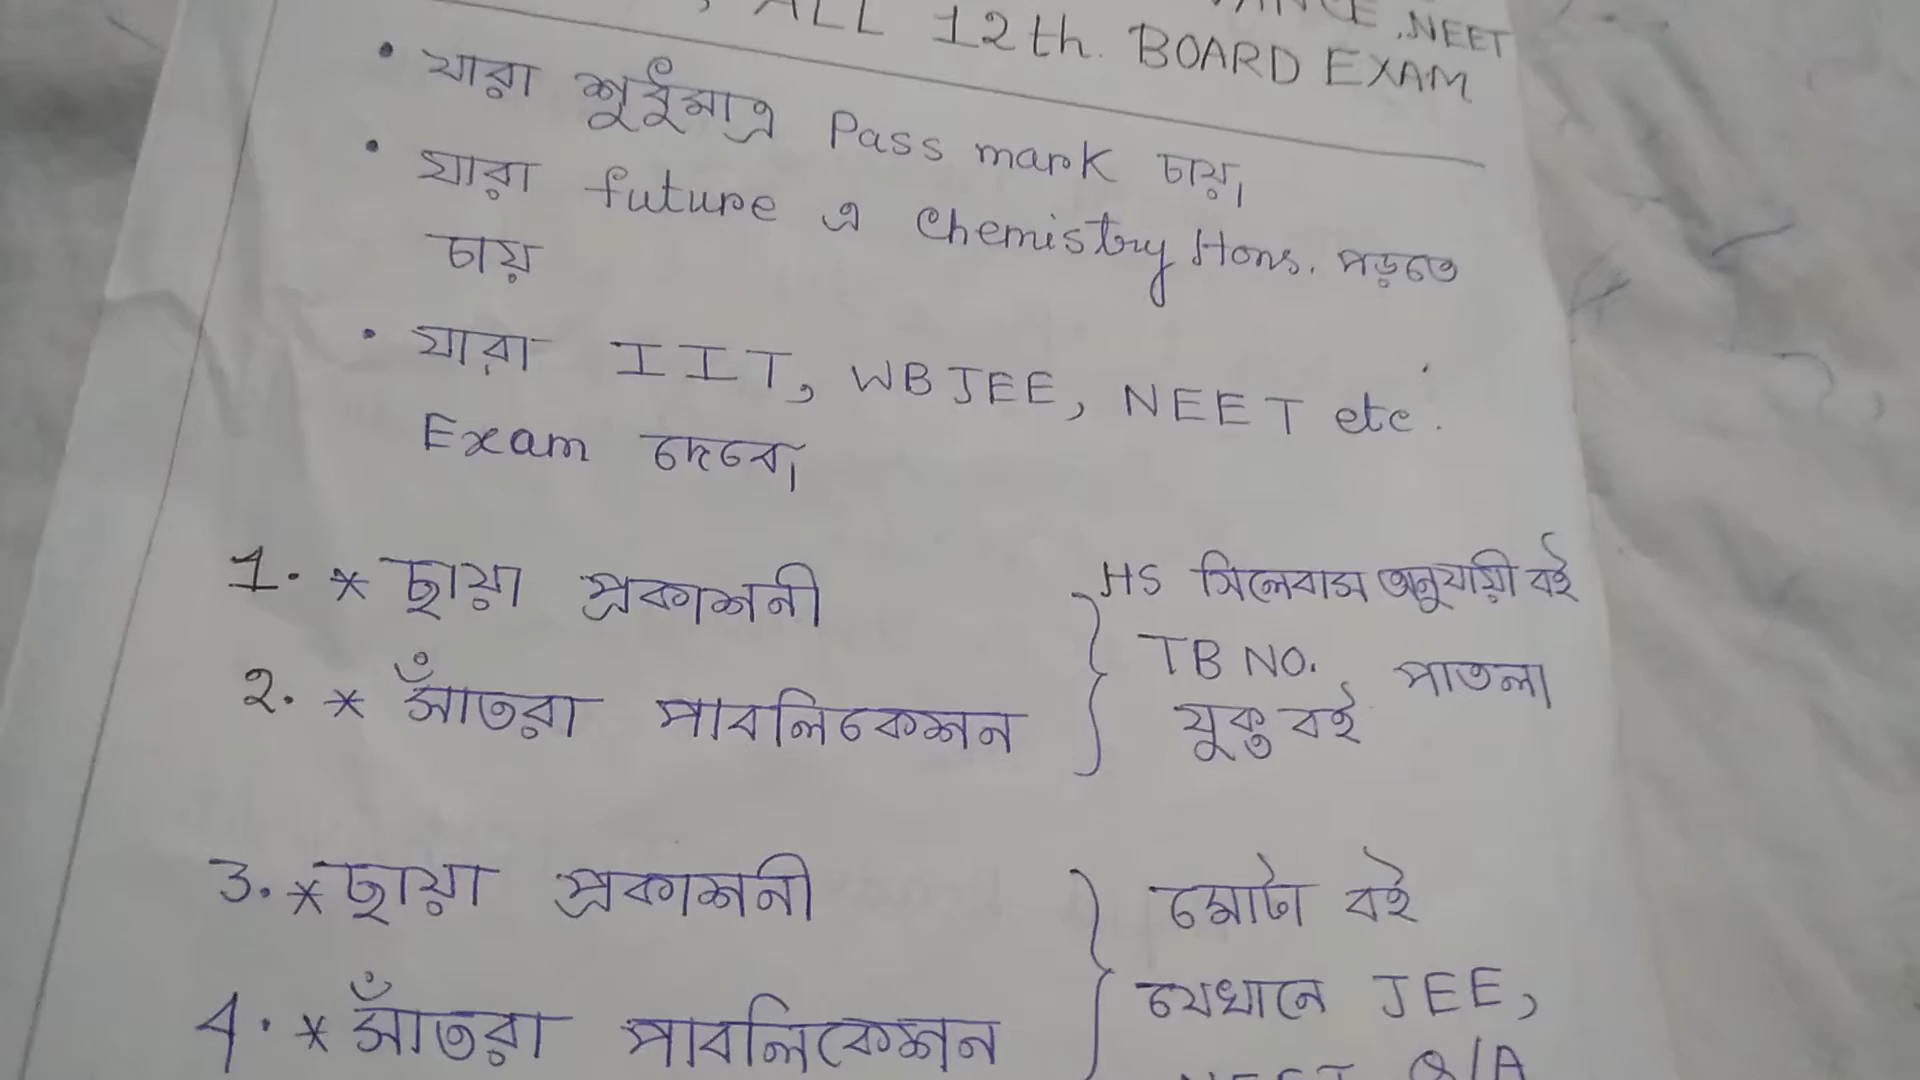 NEET
ALL 12th. BOARD EXAM
• যারা শুধুমাত্র Pass mark চায়।
• যারা future এ Chemistry Hons. পড়তে
চায়
• যারা IIT, WBJEE, NEET etc.
Exam দেবে।
1. * ছায়া প্রকাশনী
HS সিলেবাস অনুযায়ী বই
TB NO. পাতলা
2. * সাঁতরা পাবলিকেশন
যুক্ত বই
3. * ছায়া প্রকাশনী
মোটা বই
যেখানে JEE,
4. * সাঁতরা পাবলিকেশন
NEET Q/A